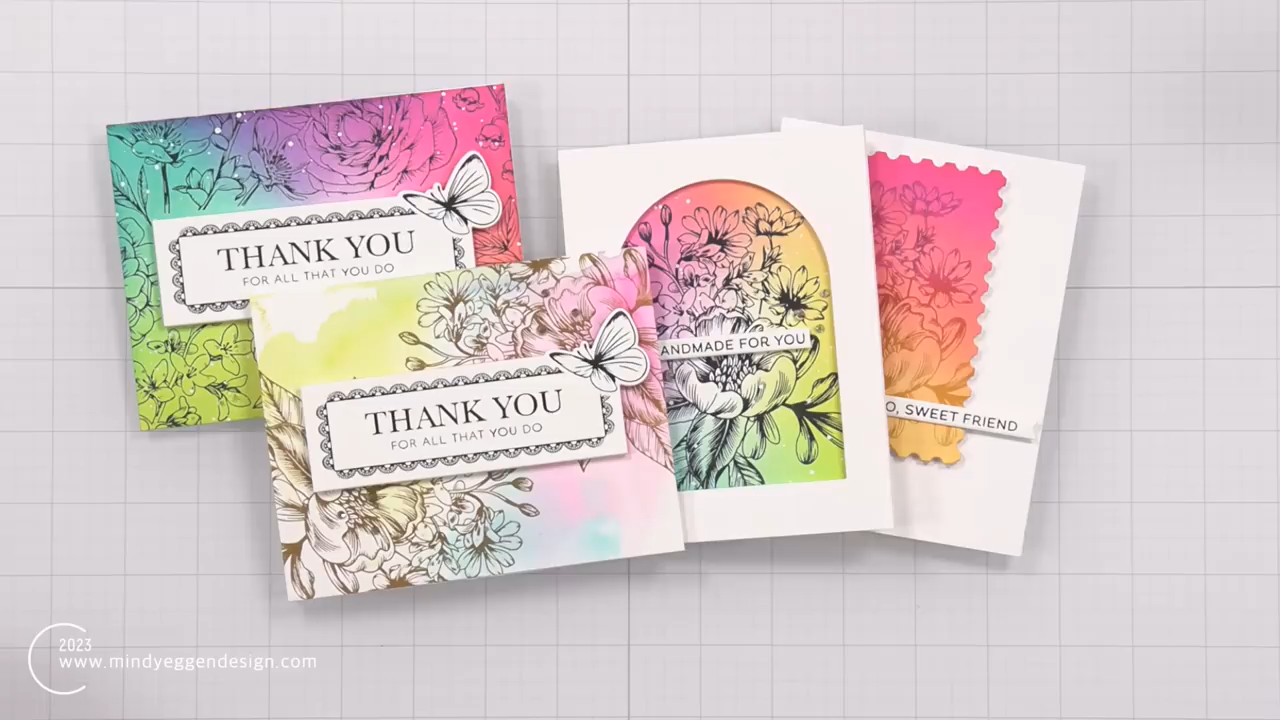 THANK YOU
FOR ALL THAT YOU DO
THANK YOU
FOR ALL THAT YOU DO
ANDMADE FOR YOU
O, SWEET FRIEND
2023
www.mindyeggendesign.com